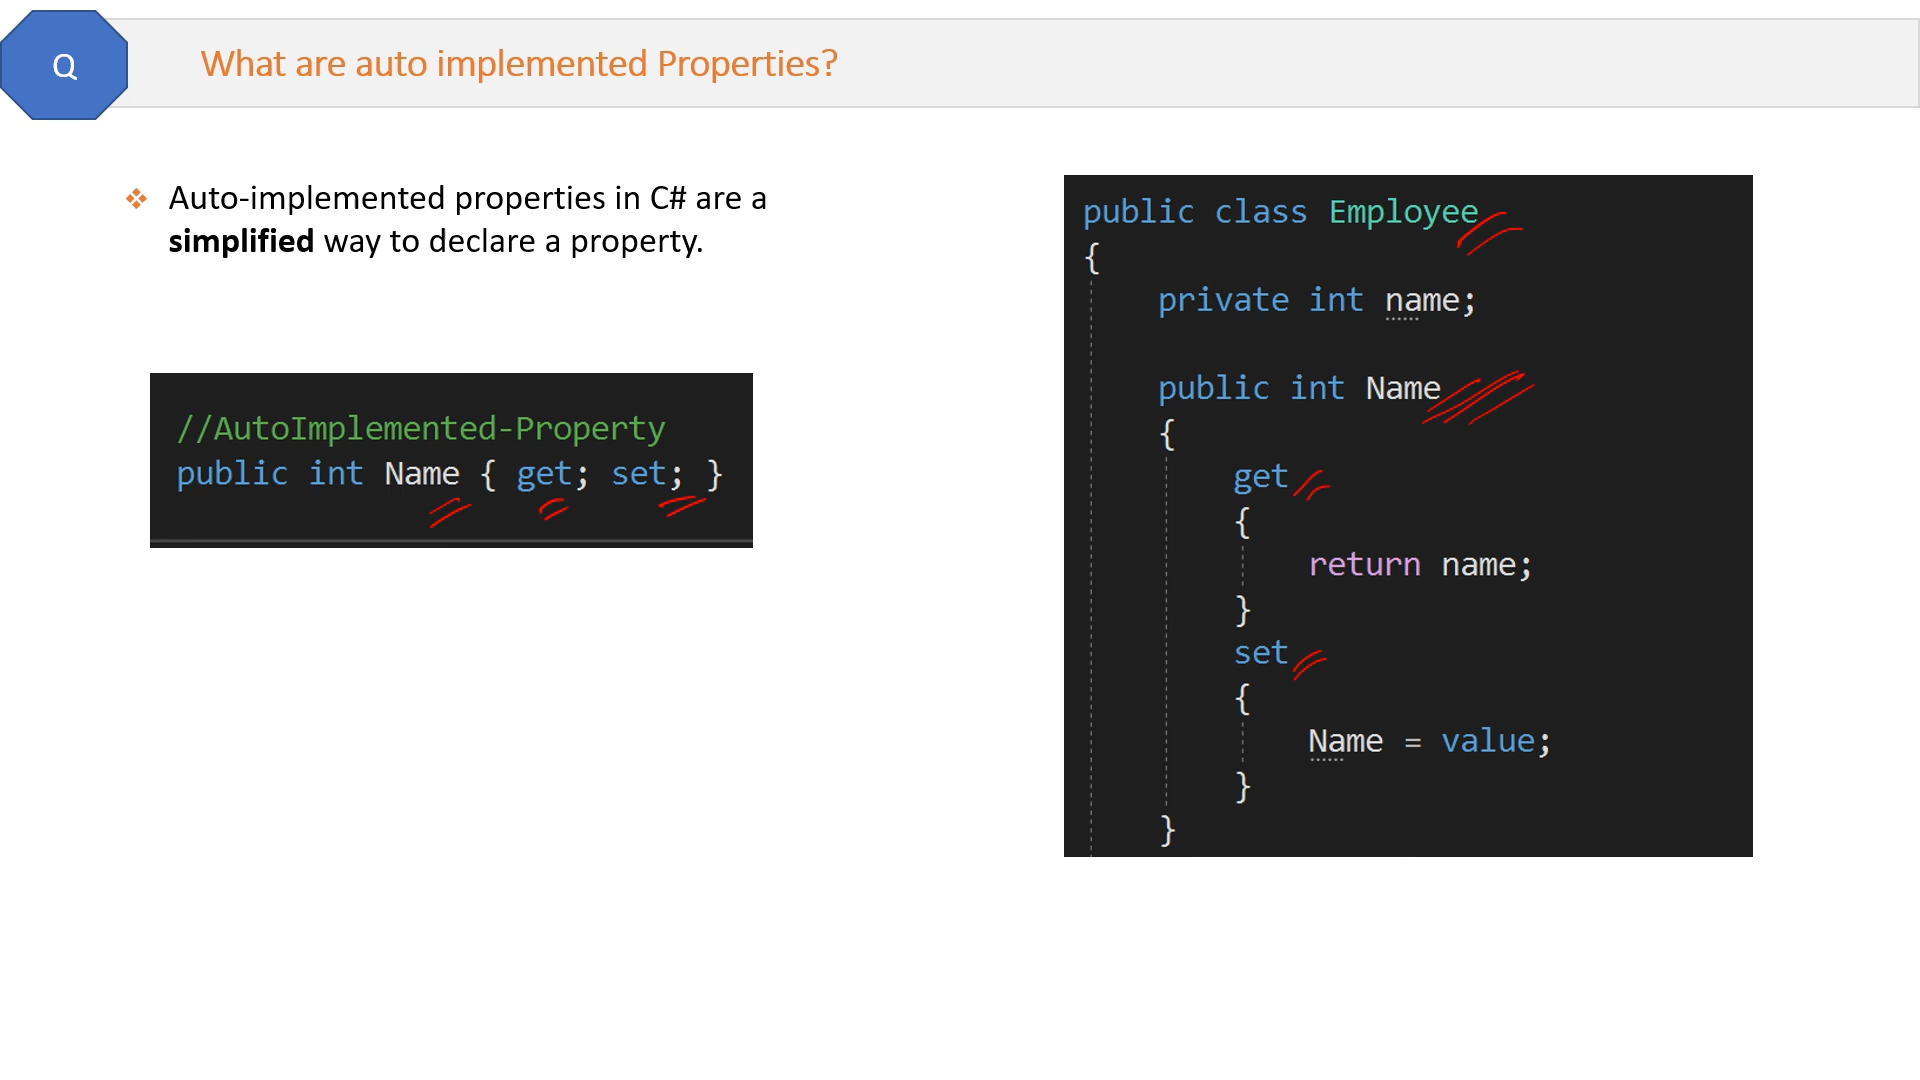 Q
What are auto implemented Properties?
Auto-implemented properties in C# are a
simplified way to declare a property.
//AutoImplemented-Property
public int Name { get; set; }
public class Employee
{
private int name;
public int Name
{
get
{
return name;
}
set
{
Name = value;
}
}